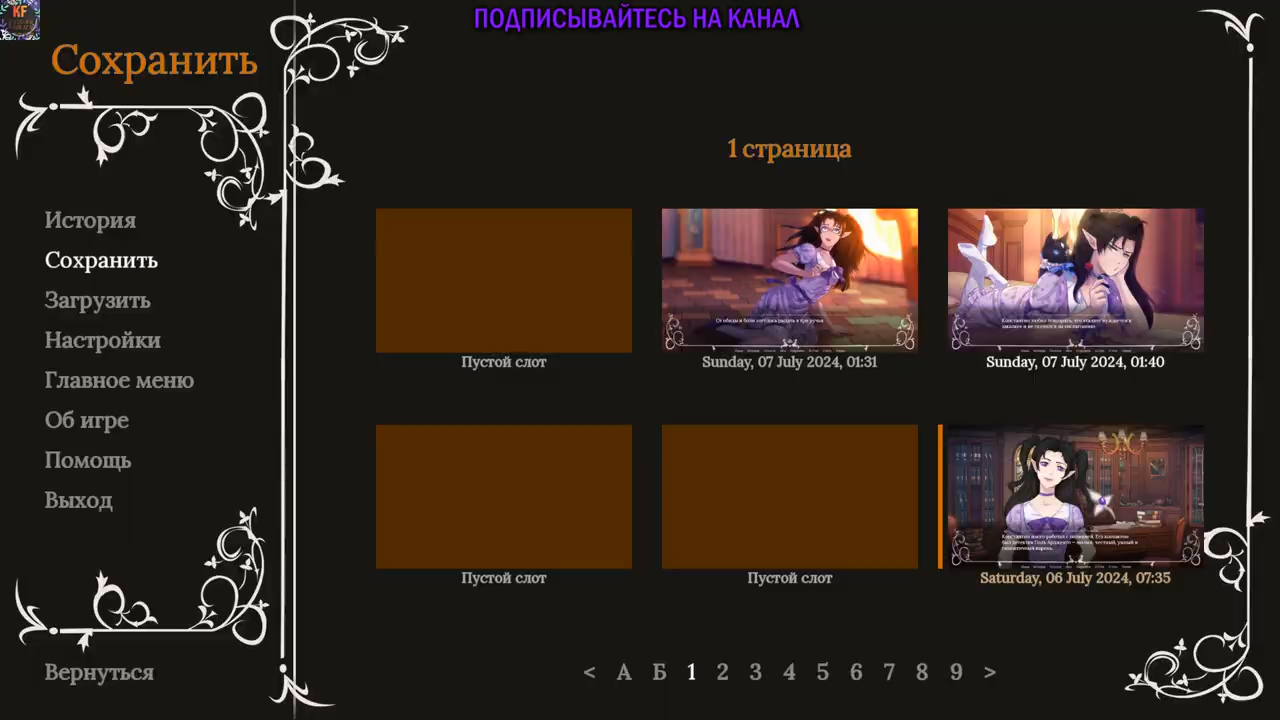 KF
ПОДПИСЫВАЙТЕСЬ НА КАНАЛ
Сохранить
1 страница
История
Сохранить
Загрузить
Настройки
Главное меню
Об игре
Помощь
Выход
Вернуться
Пустой слот
Sunday, 07 July 2024, 01:31
Sunday, 07 July 2024, 01:40
Пустой слот
Пустой слот
Saturday, 06 July 2024, 07:35
< А Б 1 2 3 4 5 6 7 8 9 >